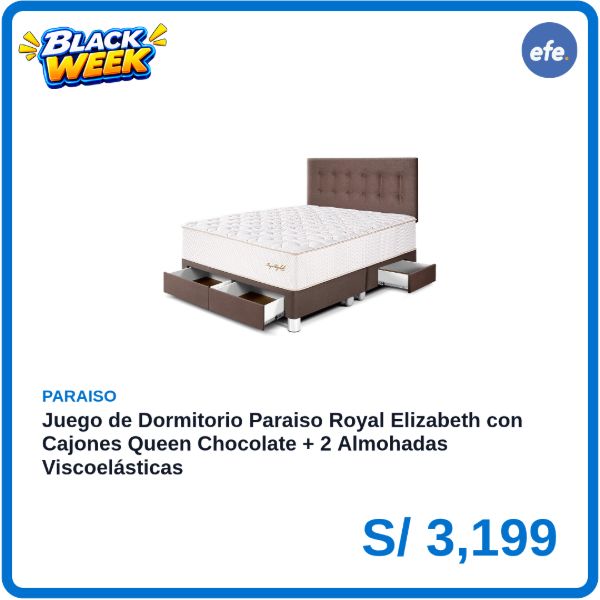 BLACK
WEEK
efe.
PARAISO
Juego de Dormitorio Paraiso Royal Elizabeth con
Cajones Queen Chocolate + 2 Almohadas
Viscoelásticas
S/ 3,199